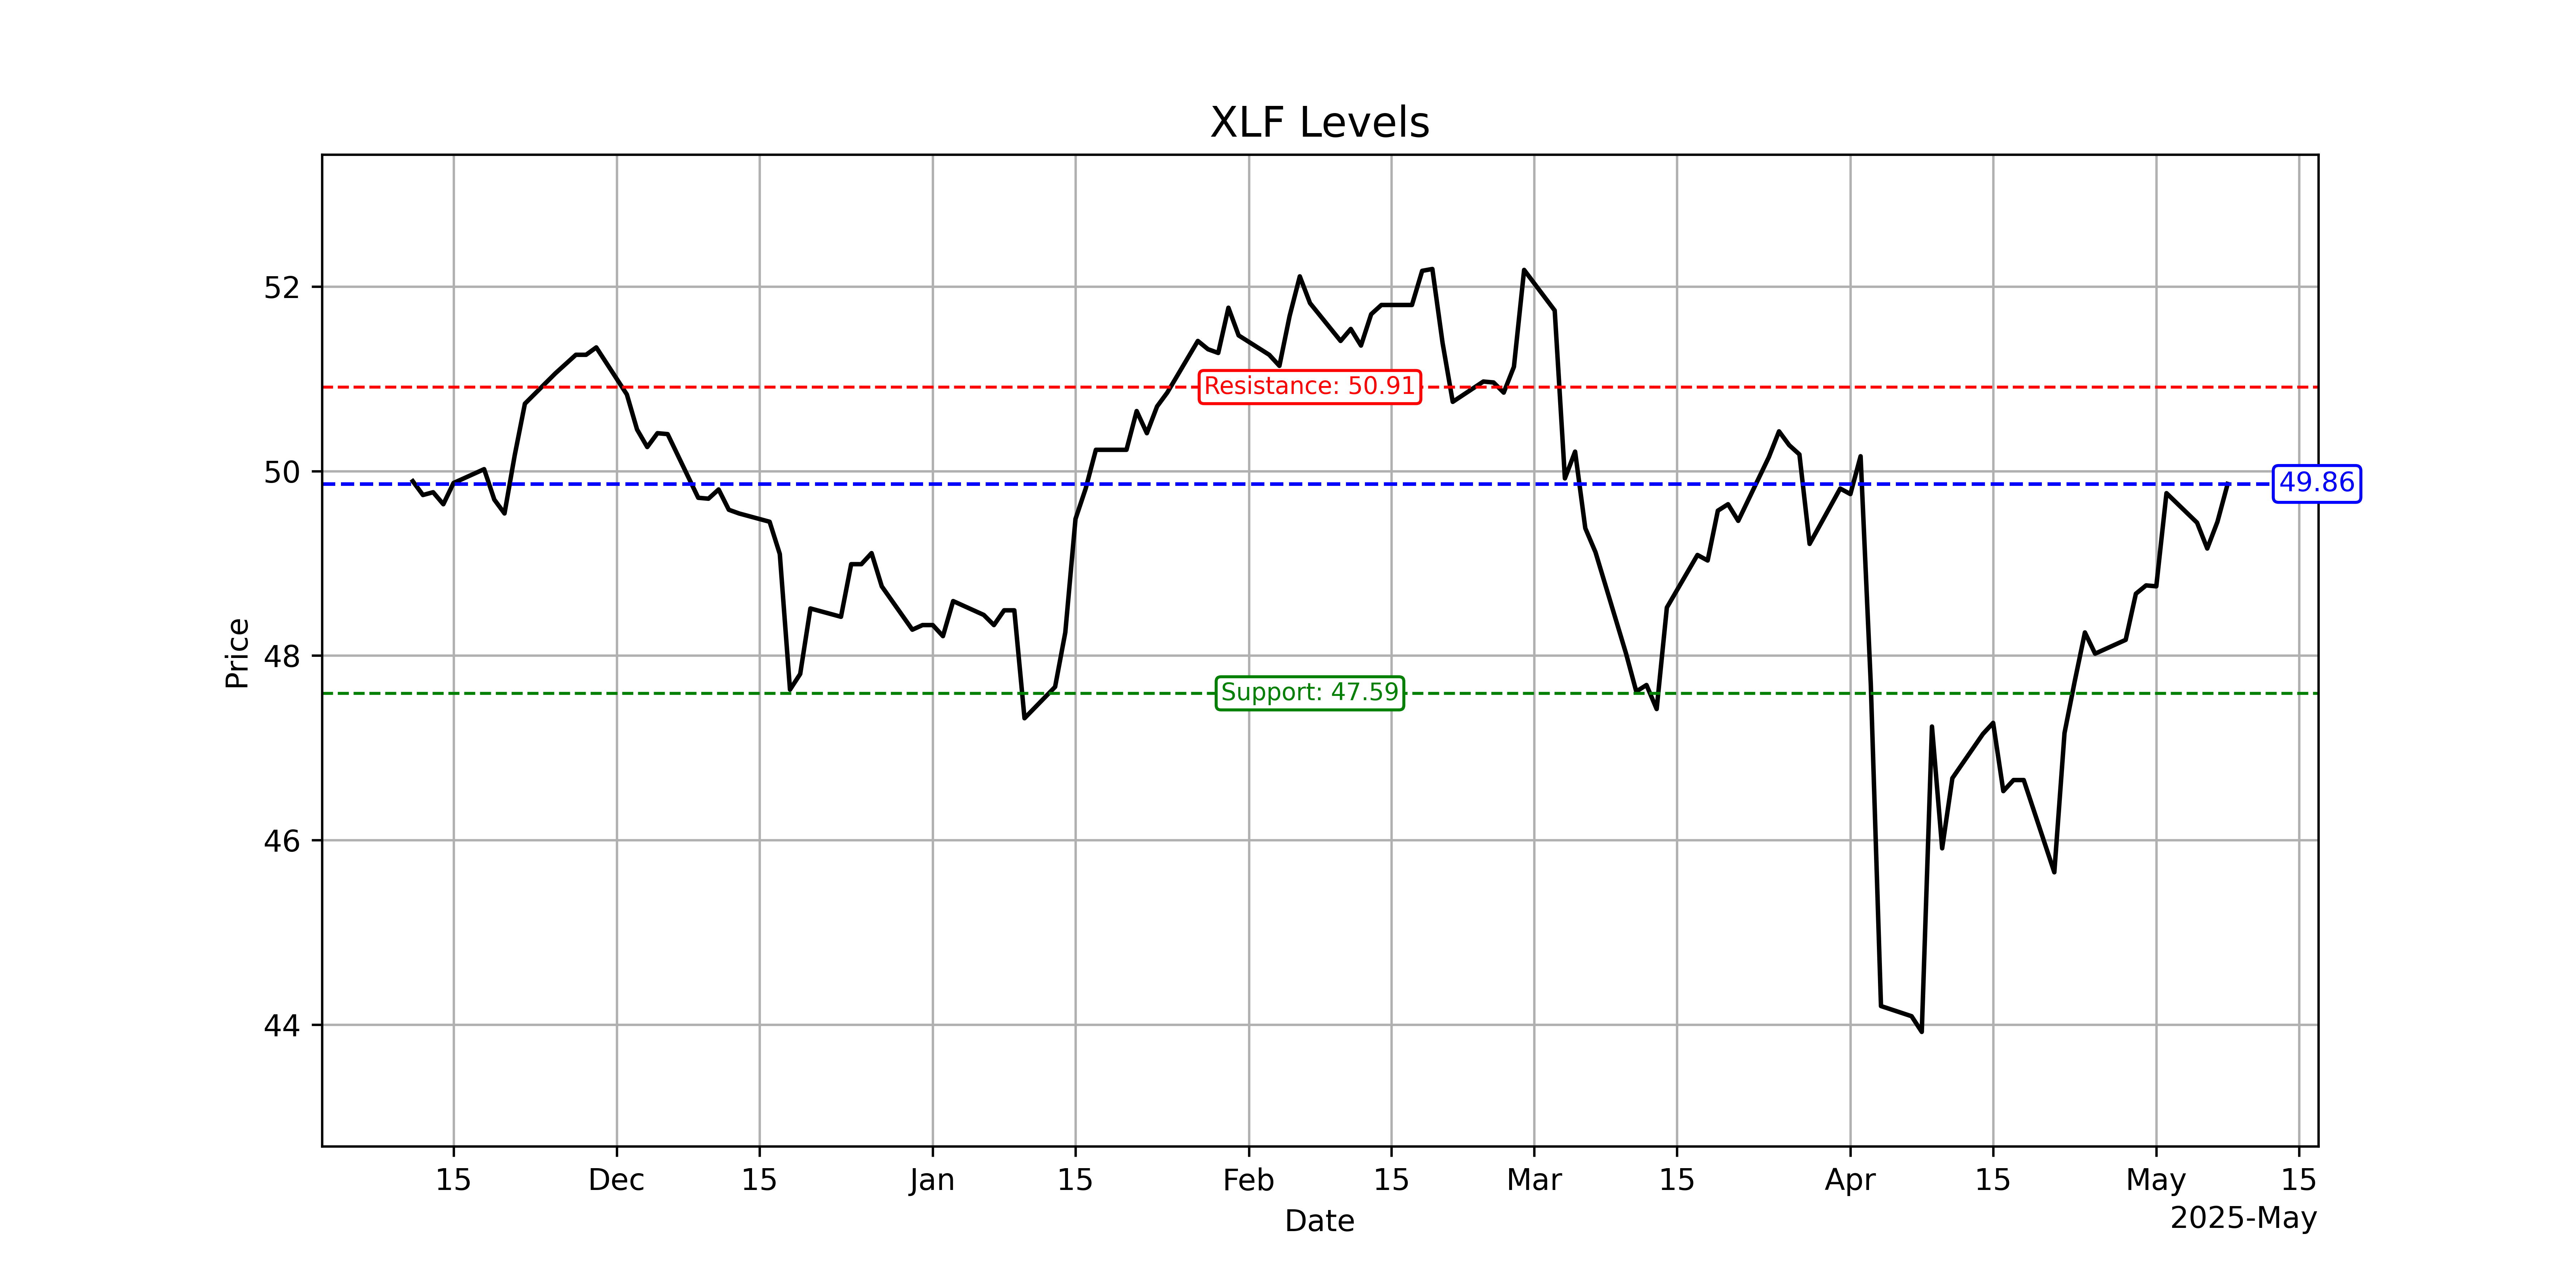 XLF Levels
52
50
48
46
44
Price
Resistance: 50.91
49.86
Support: 47.59
15 Dec 15 Jan 15 Feb 15 Mar 15 Apr 15 May 15
Date
2025-May